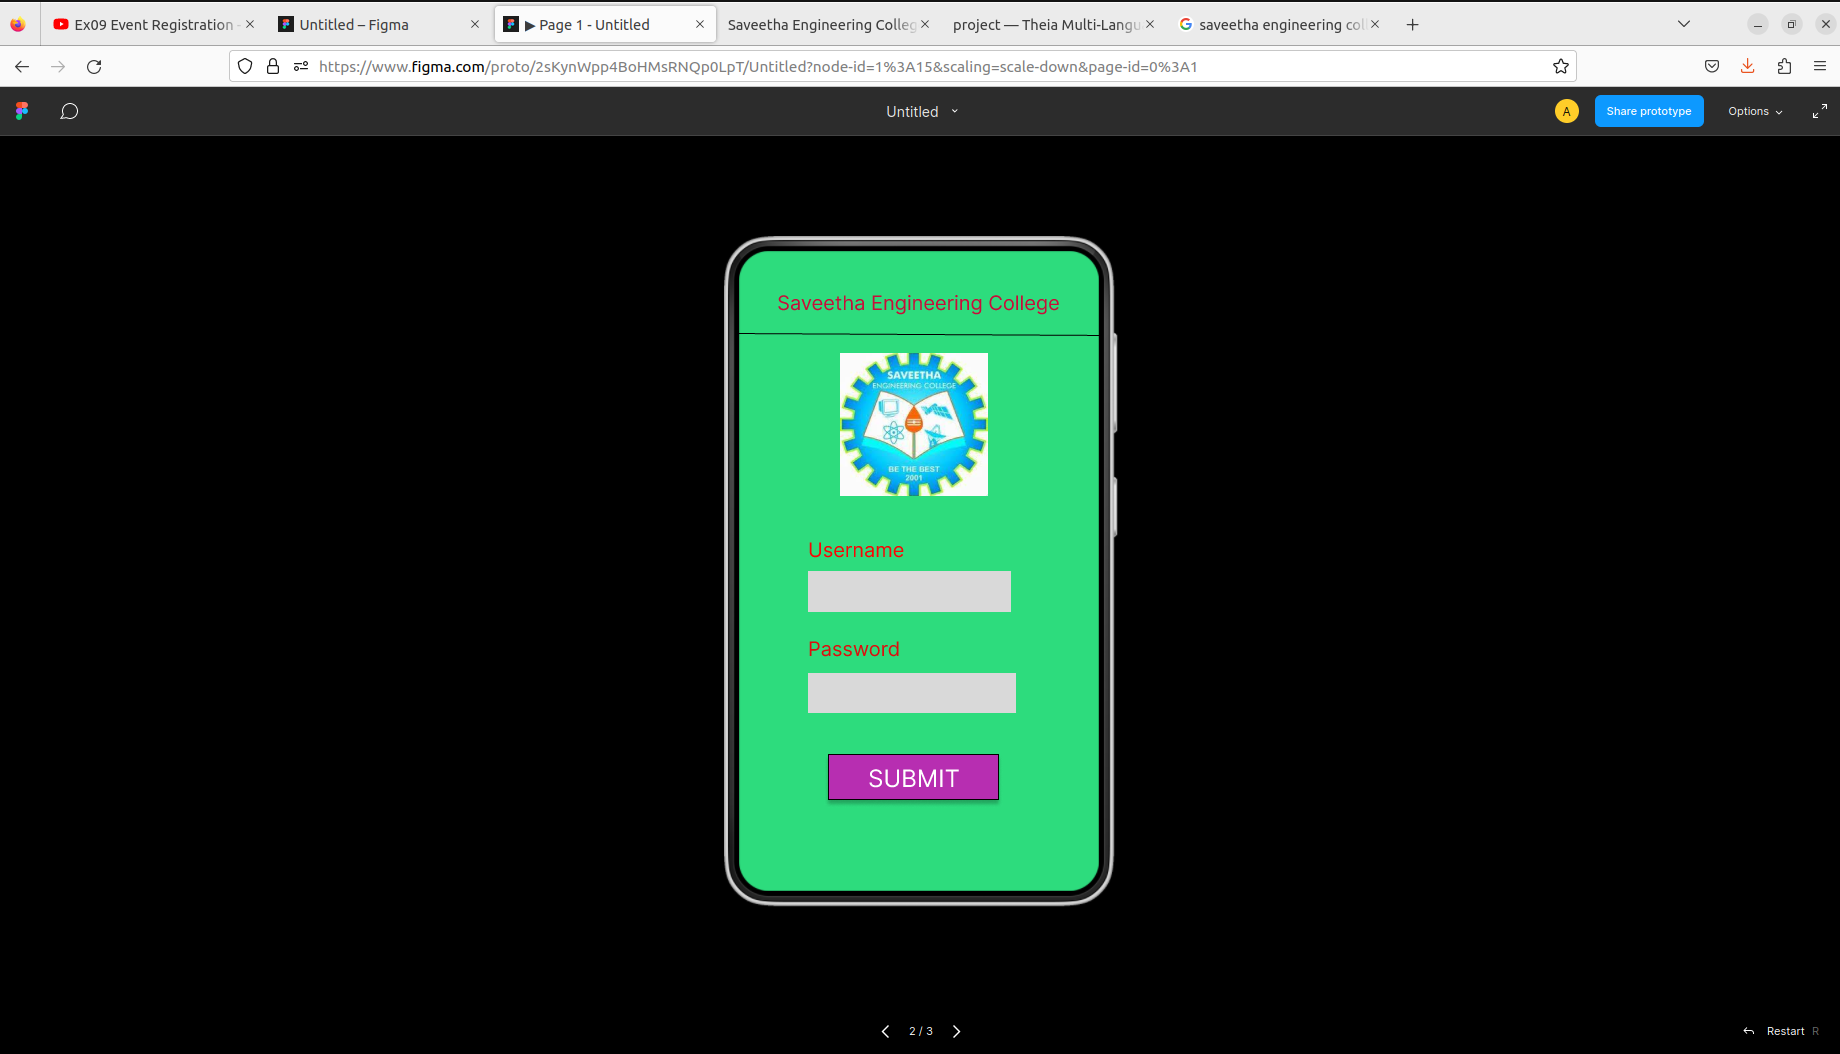 Ex09 Event Registration
Untitled – Figma
▶ Page 1 - Untitled
Saveetha Engineering Colleg
project — Theia Multi-Langu
saveetha engineering col
https://www.figma.com/proto/2sKynWpp4BoHMsRNQp0LpT/Untitled?node-id=1%3A15&scaling=scale-down&page-id=0%3A1
Untitled
A
Share prototype
Options
Saveetha Engineering College
SAVEETHA
ENGINEERING COLLEGE
BE THE BEST
2001
Username
Password
SUBMIT
2 / 3
Restart R